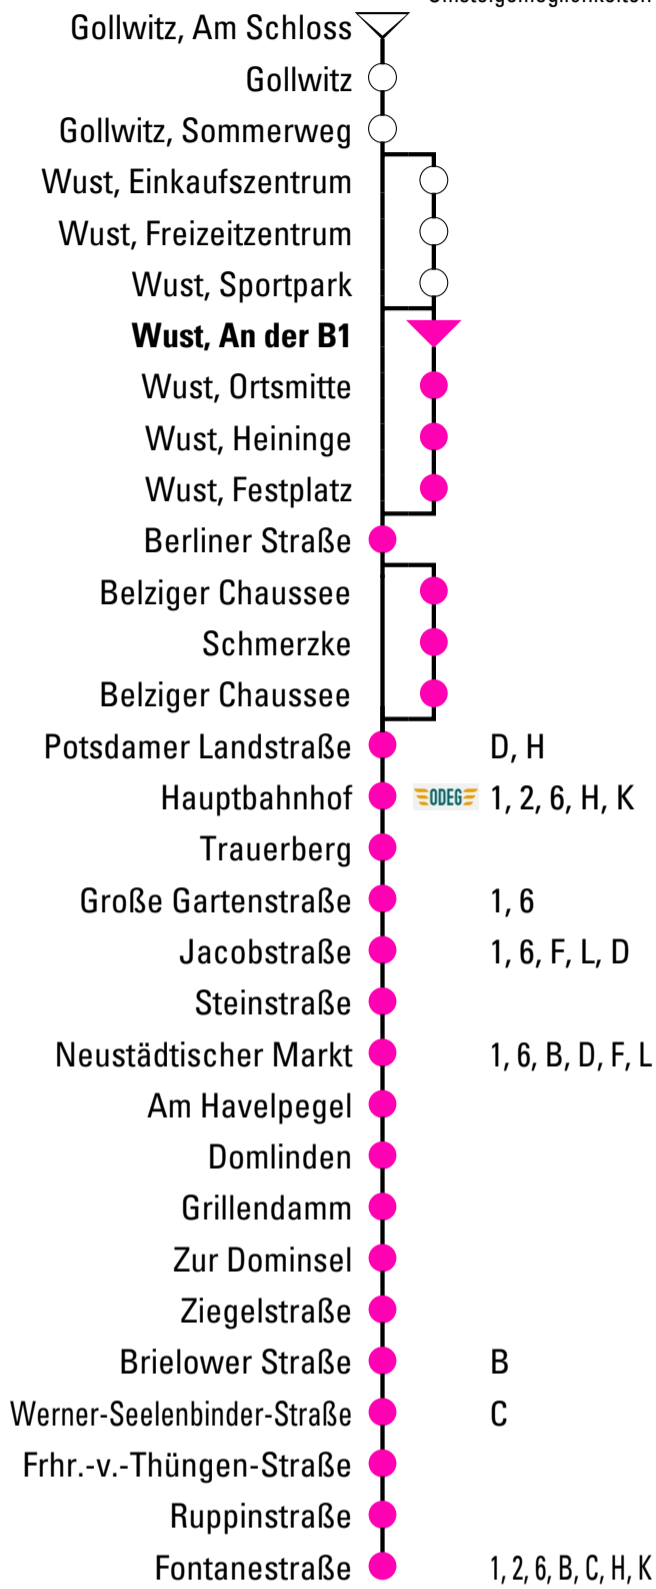 Umsteigemöglichkeiten
Gollwitz, Am Schloss
Gollwitz
Gollwitz, Sommerweg
Wust, Einkaufszentrum
Wust, Freizeitzentrum
Wust, Sportpark
Wust, An der B1
Wust, Ortsmitte
Wust, Heininge
Wust, Festplatz
Berliner Straße
Belziger Chaussee
Schmerzke
Belziger Chaussee
Potsdamer Landstraße D, H
Hauptbahnhof ODEG 1, 2, 6, H, K
Trauerberg
Große Gartenstraße 1, 6
Jacobstraße 1, 6, F, L, D
Steinstraße
Neustädtischer Markt 1, 6, B, D, F, L
Am Havelpegel
Domlinden
Grillendamm
Zur Dominsel
Ziegelstraße
Brielower Straße B
Werner-Seelenbinder-Straße C
Frhr.-v.-Thüngen-Straße
Ruppinstraße
Fontanestraße 1, 2, 6, B, C, H, K